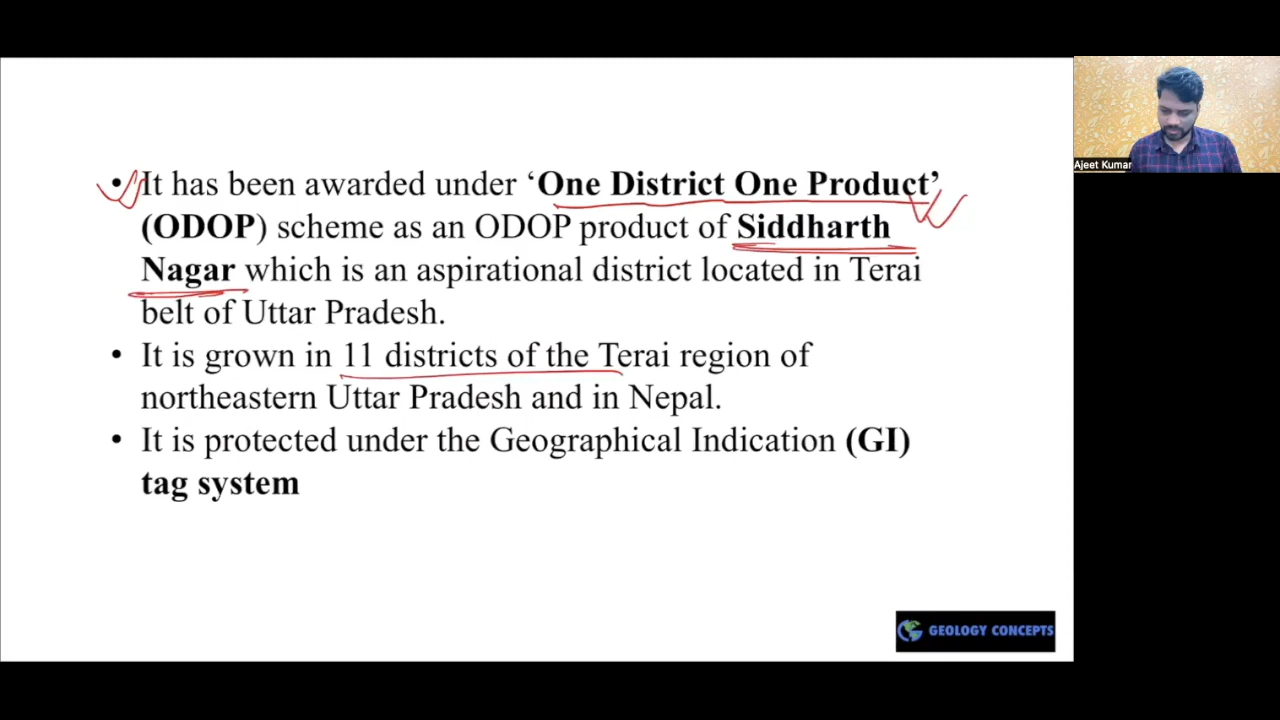 • It has been awarded under ‘One District One Product’
(ODOP) scheme as an ODOP product of Siddharth
Nagar which is an aspirational district located in Terai
belt of Uttar Pradesh.
• It is grown in 11 districts of the Terai region of
northeastern Uttar Pradesh and in Nepal.
• It is protected under the Geographical Indication (GI)
tag system
GEOLOGY CONCEPTS
Ajeet Kumar